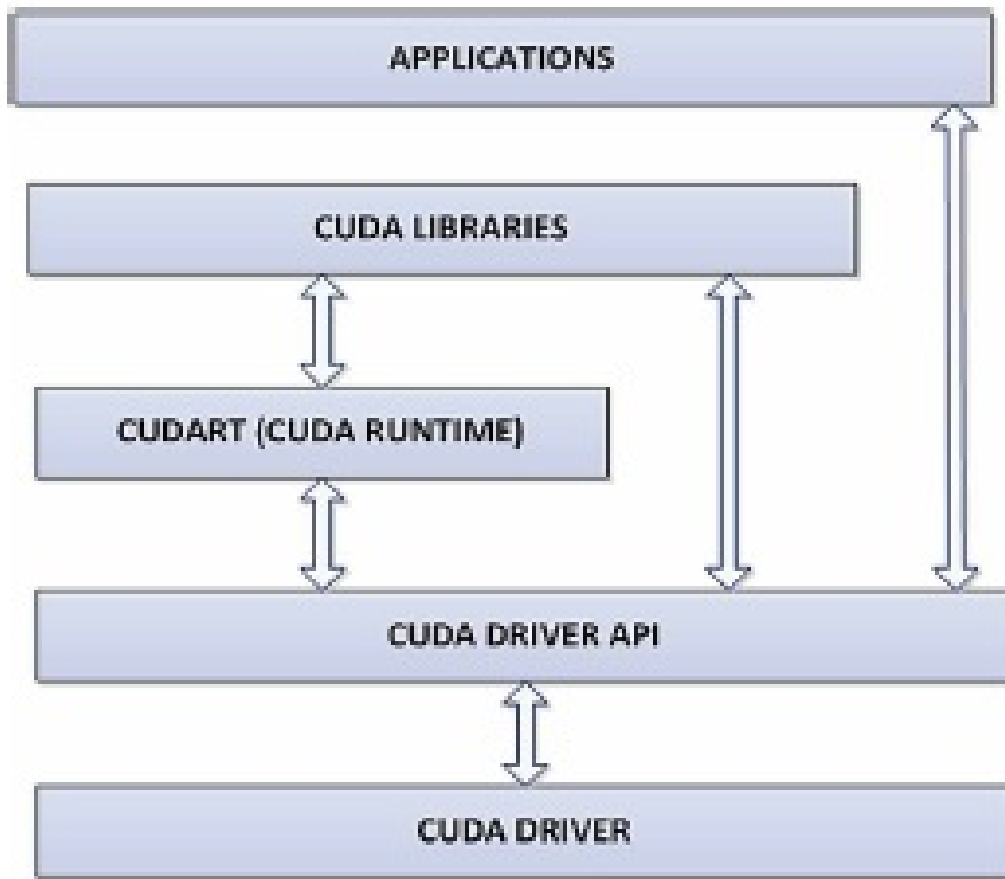 APPLICATIONS
CUDA LIBRARIES
CUDART (CUDA RUNTIME)
CUDA DRIVER API
CUDA DRIVER